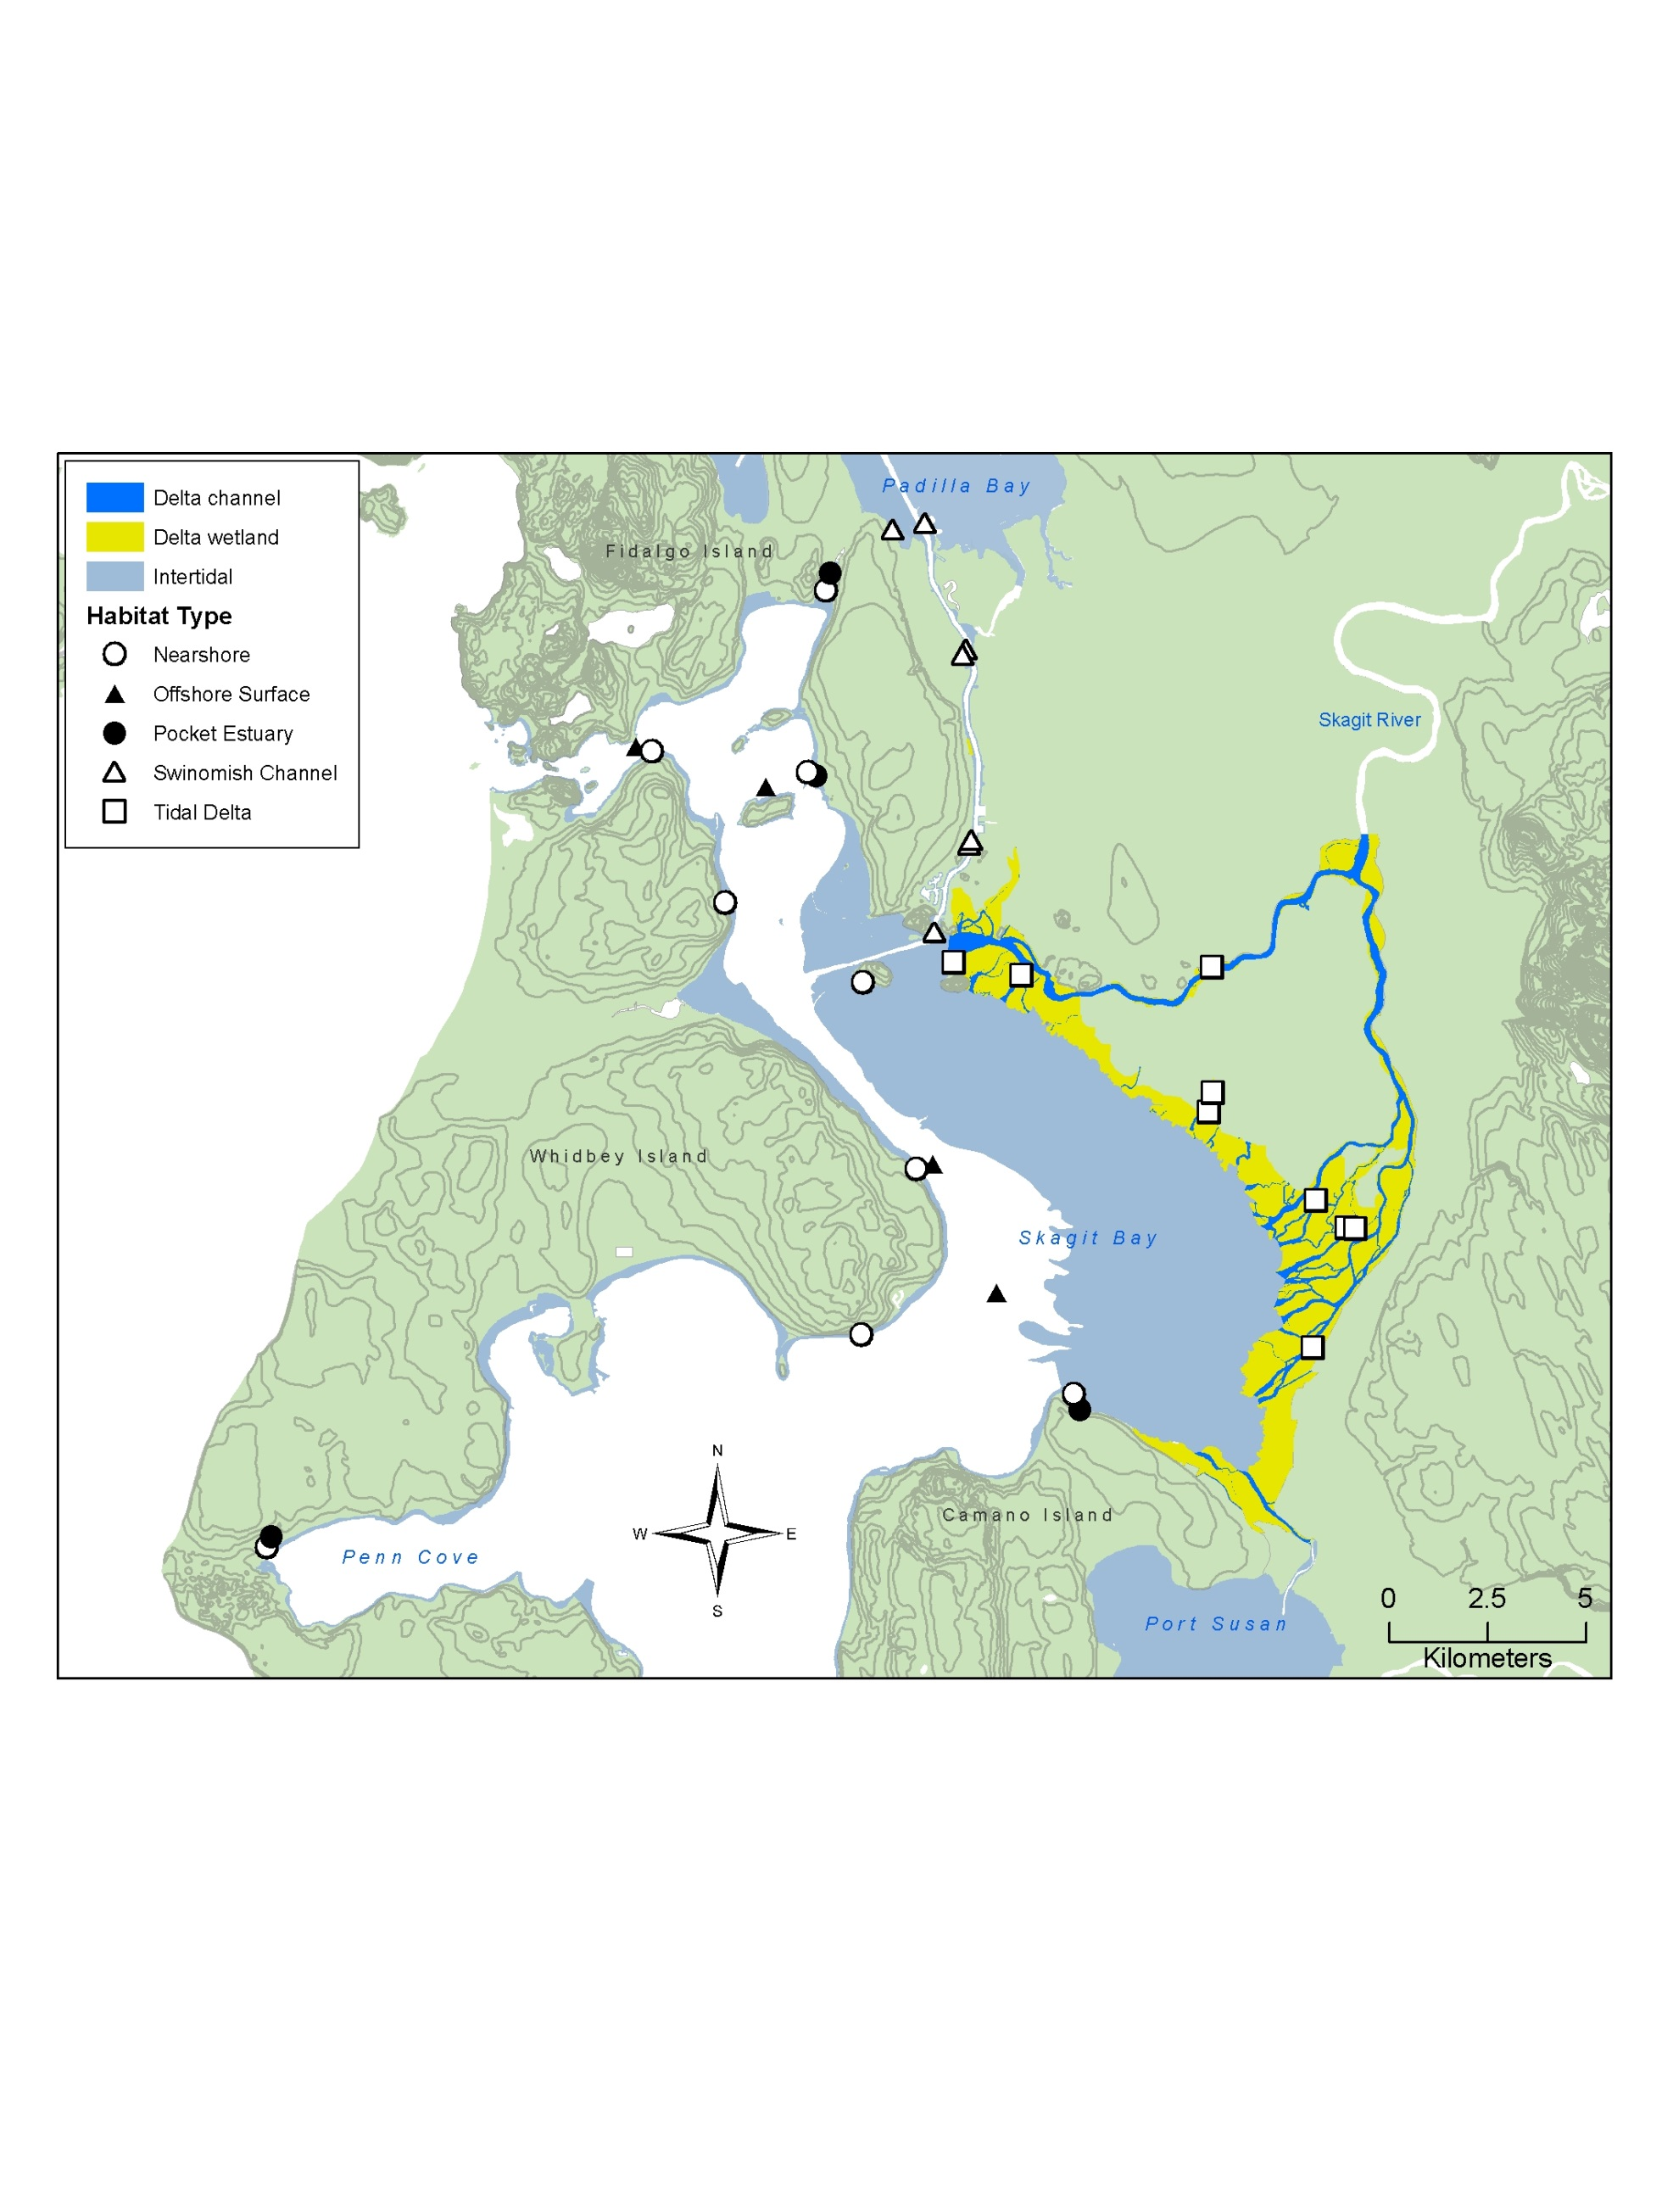 Delta channel
Delta wetland
Intertidal
Habitat Type
Nearshore
Offshore Surface
Pocket Estuary
Swinomish Channel
Tidal Delta
Padilla Bay
Fidalgo Island
Skagit River
Whidbey Island
Skagit Bay
N
W E
S
Camano Island
Penn Cove
Port Susan
0 2.5 5
Kilometers